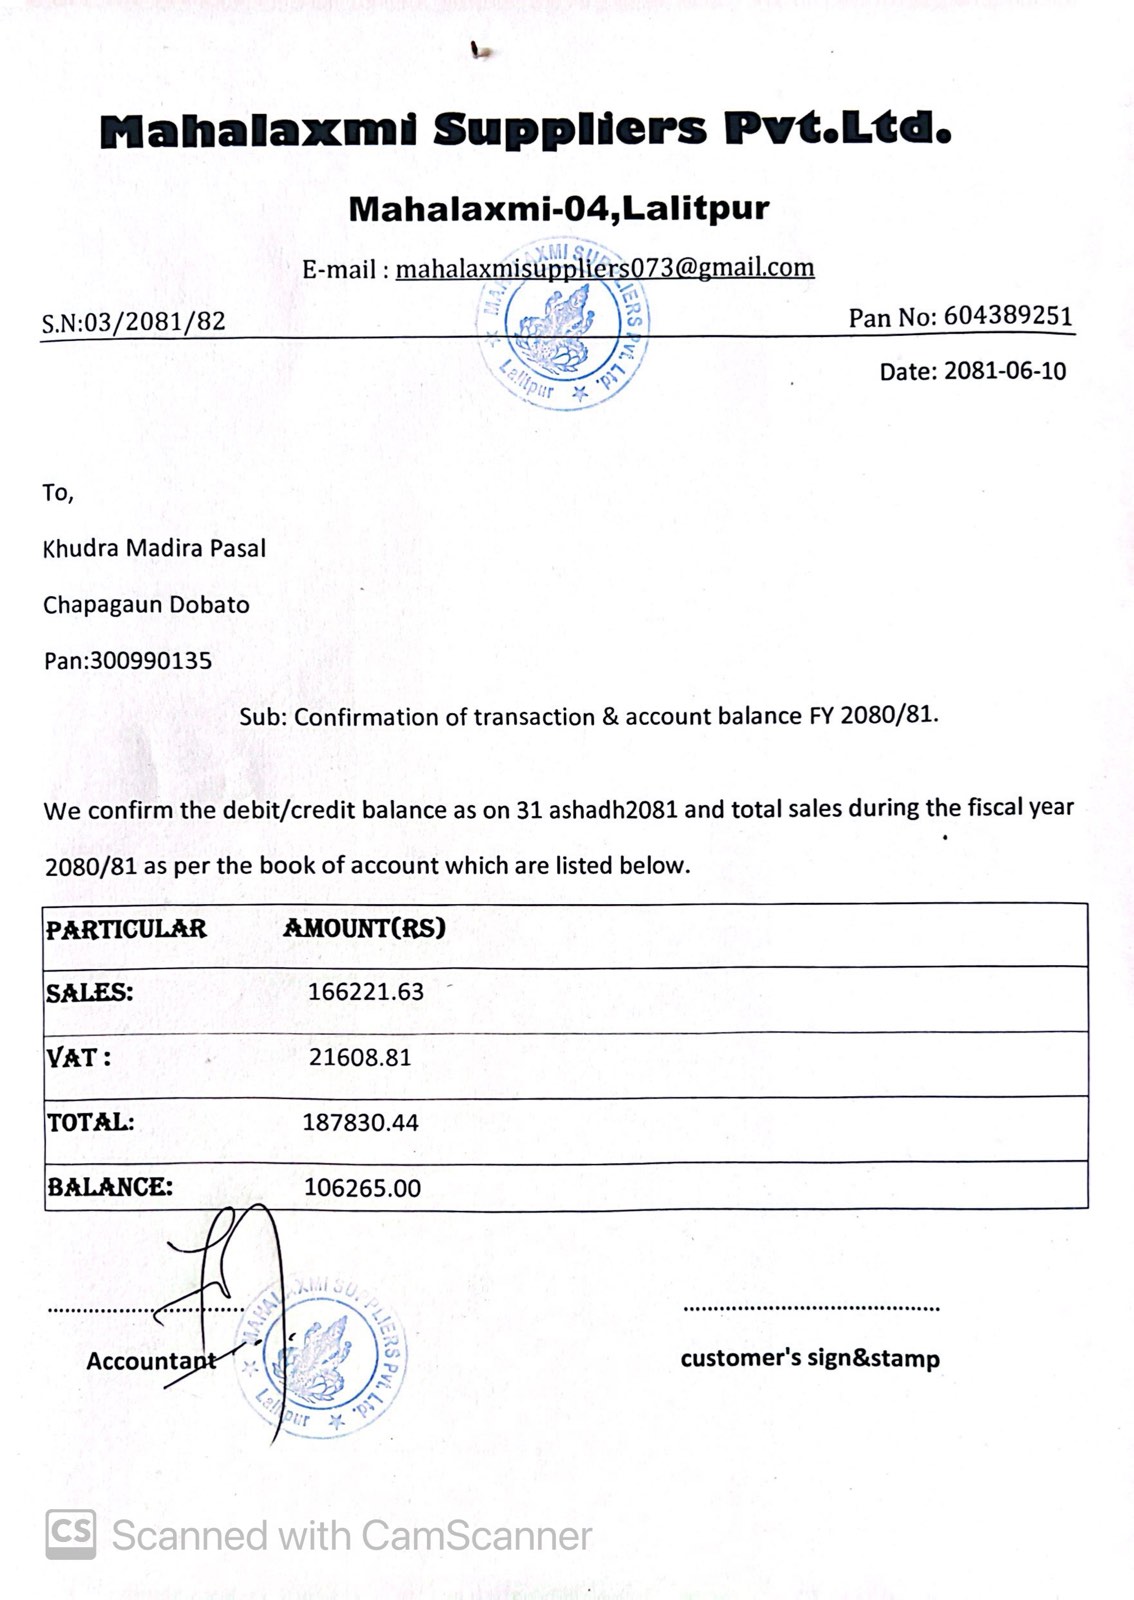 Mahalaxmi Suppliers Pvt.Ltd.
Mahalaxmi-04,Lalitpur
E-mail : mahalaxmisuppliers073@gmail.com
S.N:03/2081/82
Pan No: 604389251
MAHALAXMI SUPPLIERS Pvt. Ltd.
Lalitpur
Date: 2081-06-10
To,
Khudra Madira Pasal
Chapagaun Dobato
Pan:300990135
Sub: Confirmation of transaction & account balance FY 2080/81.
We confirm the debit/credit balance as on 31 ashadh2081 and total sales during the fiscal year
2080/81 as per the book of account which are listed below.
PARTICULAR AMOUNT(RS)
SALES: 166221.63
VAT : 21608.81
TOTAL: 187830.44
BALANCE: 106265.00
Accountant
MAHALAXMI SUPPLIERS Pvt. Ltd.
Lalitpur
customer's sign&stamp
CS Scanned with CamScanner